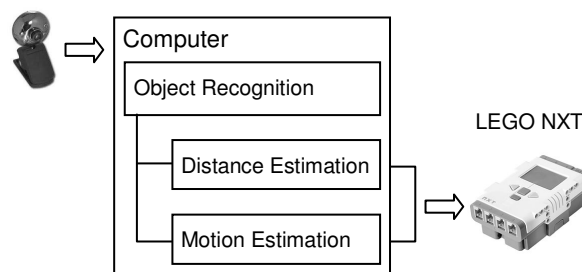 Computer
Object Recognition
LEGO NXT
Distance Estimation
Motion Estimation